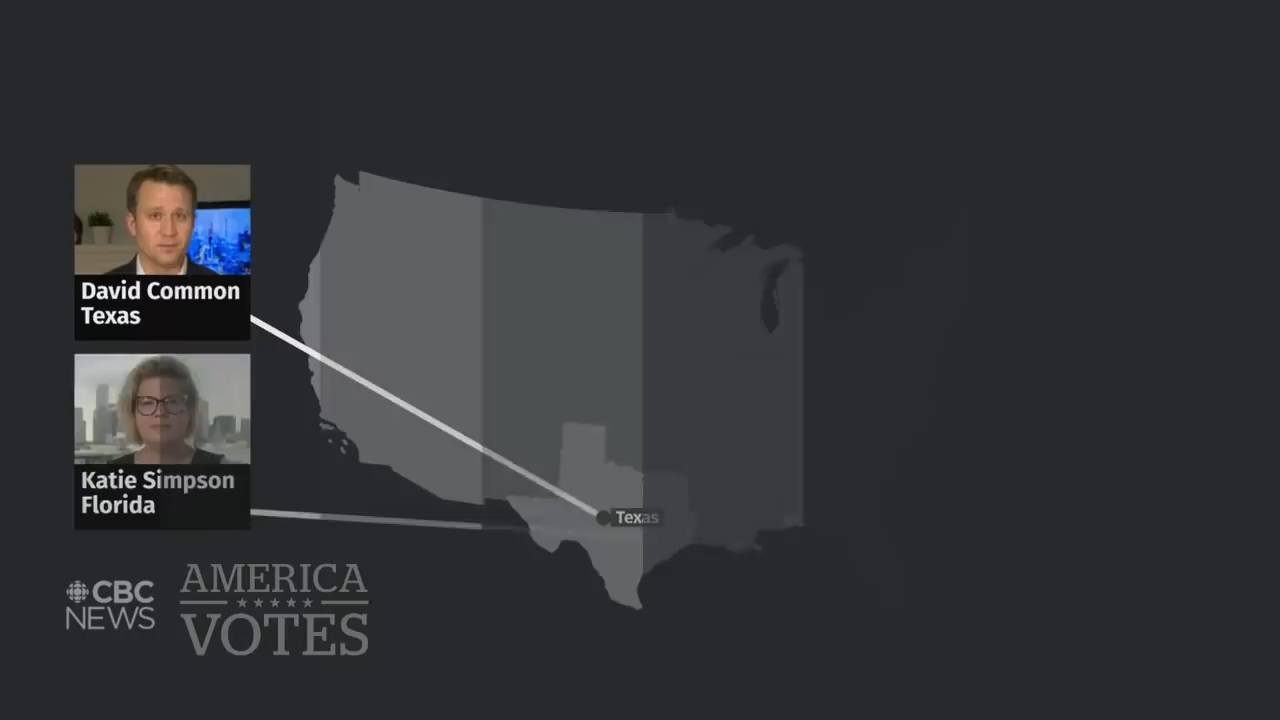 David Common
Texas
Katie Simpson
Florida
Texas
CBC
NEWS
AMERICA
VOTES